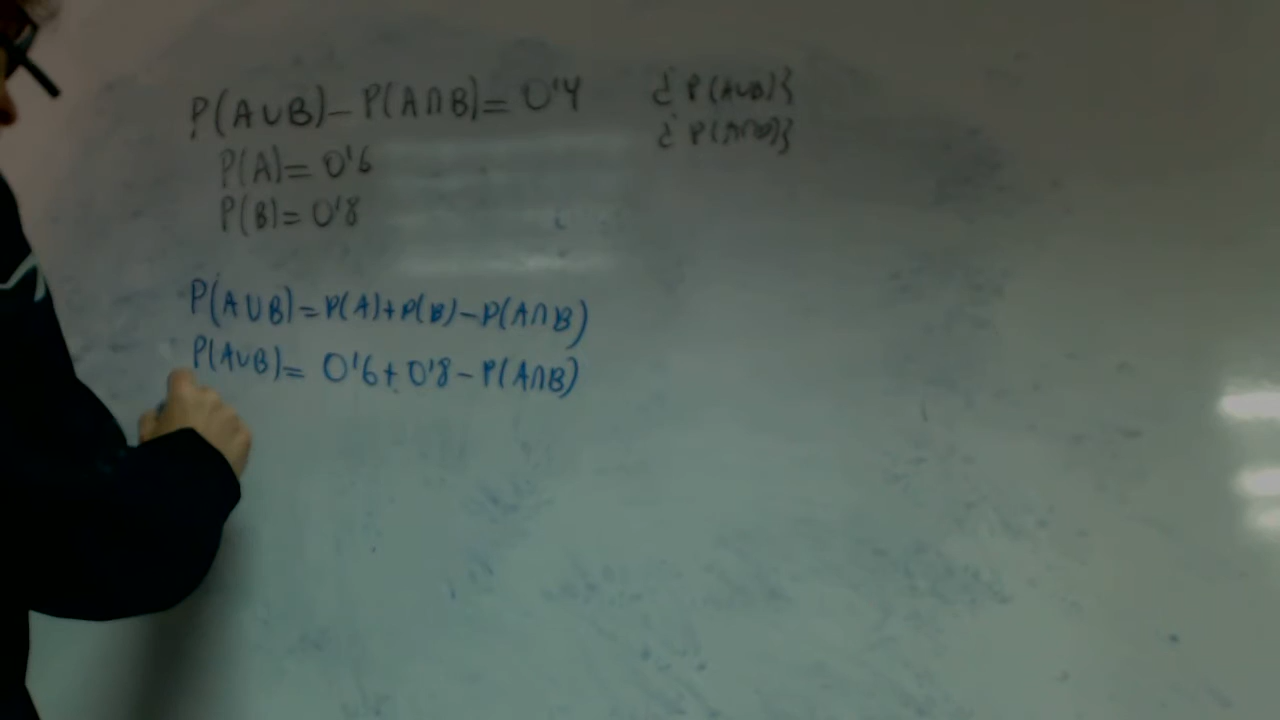 P(A∪B)-P(A∩B)=0'4 ¿P(A∪B)?
P(A)=0'6 ¿P(A∩B)?
P(B)=0'8
P(A∪B)=P(A)+P(B)-P(A∩B)
P(A∪B)= 0'6+0'8-P(A∩B)